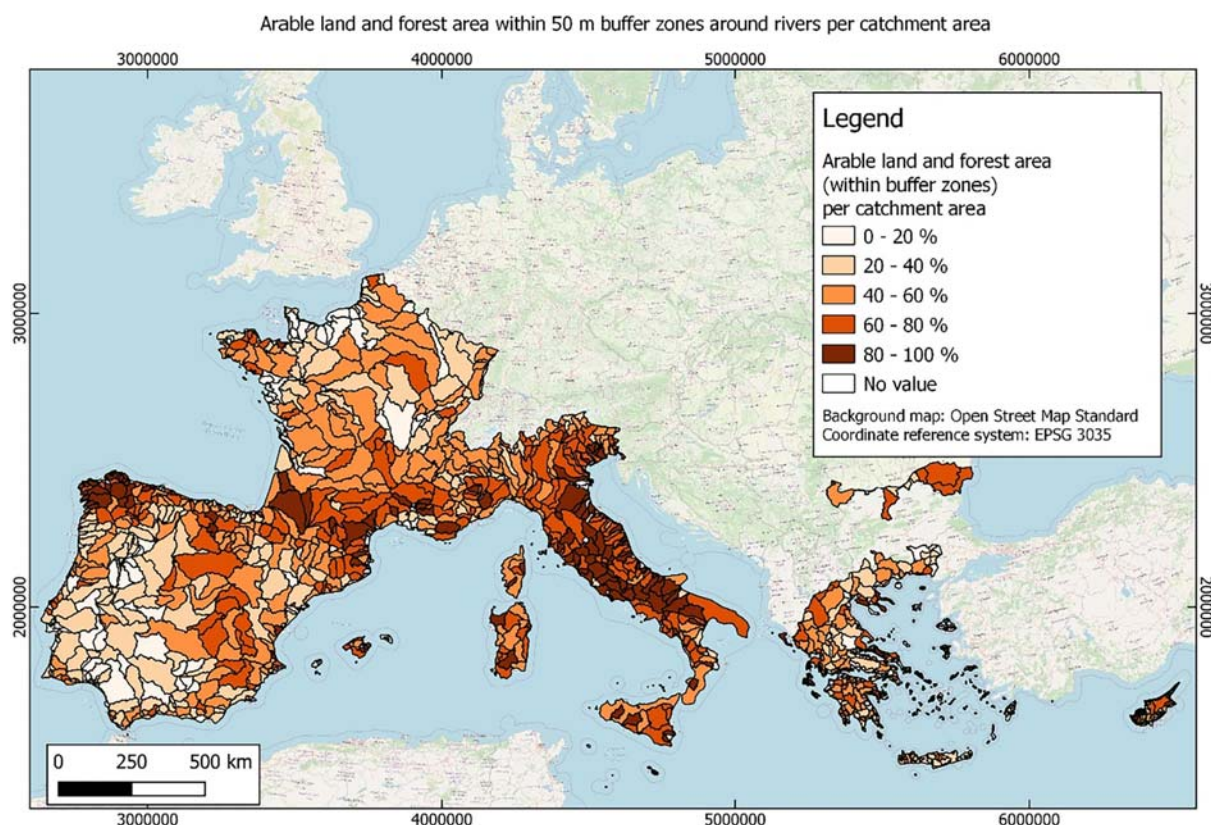 Arable land and forest area within 50 m buffer zones around rivers per catchment area
3000000
4000000
5000000
6000000
Legend
Arable land and forest area
(within buffer zones)
per catchment area
0 - 20 %
20 - 40 %
40 - 60 %
60 - 80 %
80 - 100 %
No value
Background map: Open Street Map Standard
Coordinate reference system: EPSG 3035
3000000
3000000
2000000
2000000
0
250
500 km
3000000
4000000
5000000
6000000